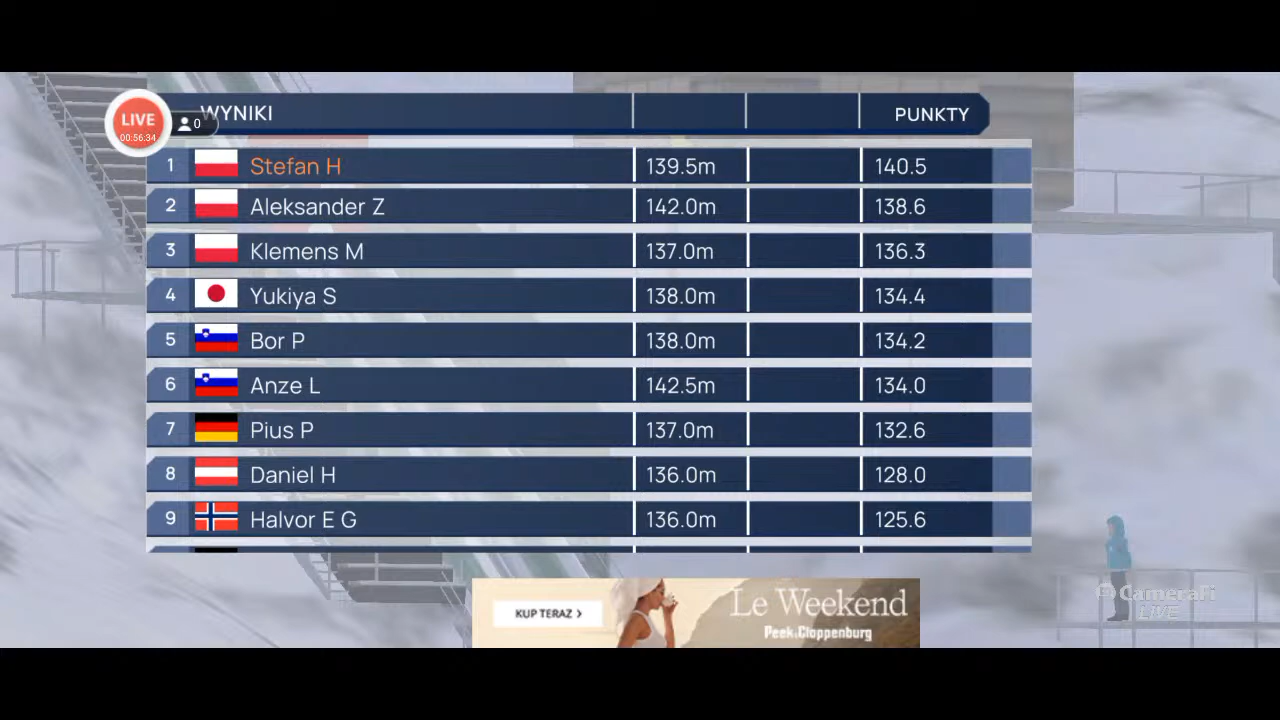 LIVE
00:56:34
0
WYNIKI PUNKTY
1 Stefan H 139.5m 140.5
2 Aleksander Z 142.0m 138.6
3 Klemens M 137.0m 136.3
4 Yukiya S 138.0m 134.4
5 Bor P 138.0m 134.2
6 Anze L 142.5m 134.0
7 Pius P 137.0m 132.6
8 Daniel H 136.0m 128.0
9 Halvor E G 136.0m 125.6
KUP TERAZ >
Le Weekend
Peek&Cloppenburg
CameraFi
LIVE